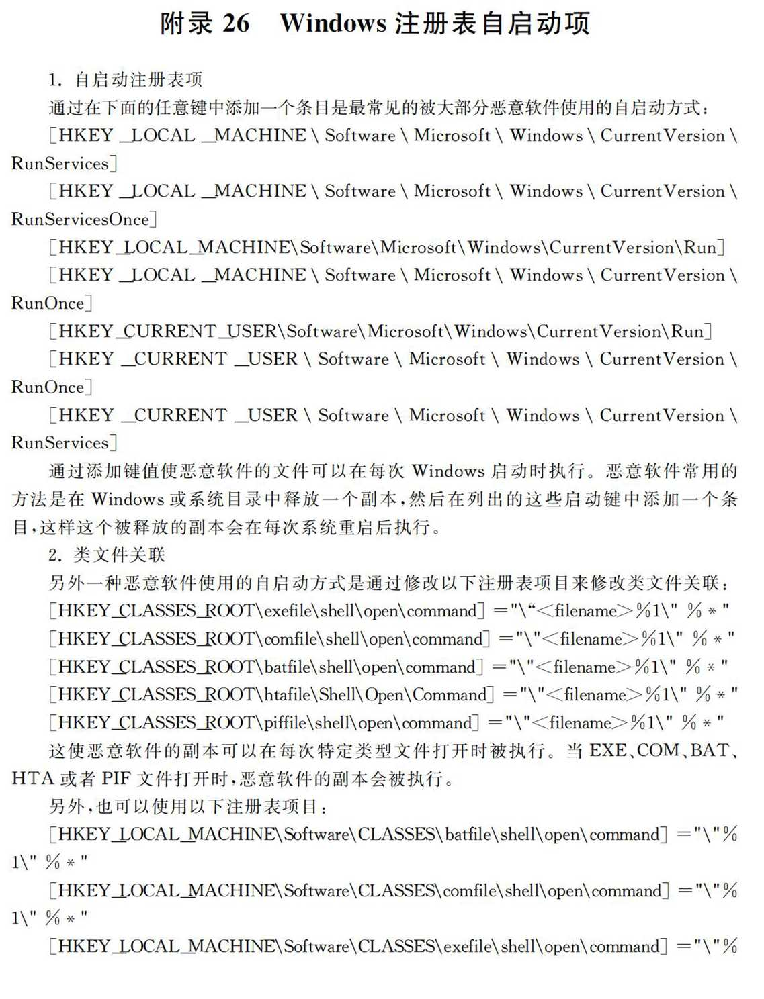 附录 26 Windows 注册表自启动项
1. 自启动注册表项
通过在下面的任意键中添加一个条目是最常见的被大部分恶意软件使用的自启动方式:
[HKEY_LOCAL_MACHINE\Software\Microsoft\Windows\CurrentVersion\
RunServices]
[HKEY_LOCAL_MACHINE\Software\Microsoft\Windows\CurrentVersion\
RunServicesOnce]
[HKEY_LOCAL_MACHINE\Software\Microsoft\Windows\CurrentVersion\Run]
[HKEY_LOCAL_MACHINE\Software\Microsoft\Windows\CurrentVersion\
RunOnce]
[HKEY_CURRENT_USER\Software\Microsoft\Windows\CurrentVersion\Run]
[HKEY_CURRENT_USER\Software\Microsoft\Windows\CurrentVersion\
RunOnce]
[HKEY_CURRENT_USER\Software\Microsoft\Windows\CurrentVersion\
RunServices]
通过添加键值使恶意软件的文件可以在每次 Windows 启动时执行。恶意软件常用的
方法是在 Windows 或系统目录中释放一个副本,然后在列出的这些启动键中添加一个条
目,这样这个被释放的副本会在每次系统重启后执行。
2. 类文件关联
另外一种恶意软件使用的自启动方式是通过修改以下注册表项目来修改类文件关联:
[HKEY_CLASSES_ROOT\exefile\shell\open\command] ="\“<filename>%1\" %*"
[HKEY_CLASSES_ROOT\comfile\shell\open\command] ="\"<filename>%1\" %*"
[HKEY_CLASSES_ROOT\batfile\shell\open\command] ="\"<filename>%1\" %*"
[HKEY_CLASSES_ROOT\htafile\Shell\Open\Command] ="\"<filename>%1\" %*"
[HKEY_CLASSES_ROOT\piffile\shell\open\command] ="\"<filename>%1\" %*"
这使恶意软件的副本可以在每次特定类型文件打开时被执行。当 EXE、COM、BAT、
HTA 或者 PIF 文件打开时,恶意软件的副本会被执行。
另外,也可以使用以下注册表项目:
[HKEY_LOCAL_MACHINE\Software\CLASSES\batfile\shell\open\command] ="\"%
1\" %*"
[HKEY_LOCAL_MACHINE\Software\CLASSES\comfile\shell\open\command] ="\"%
1\" %*"
[HKEY_LOCAL_MACHINE\Software\CLASSES\exefile\shell\open\command] ="\"%